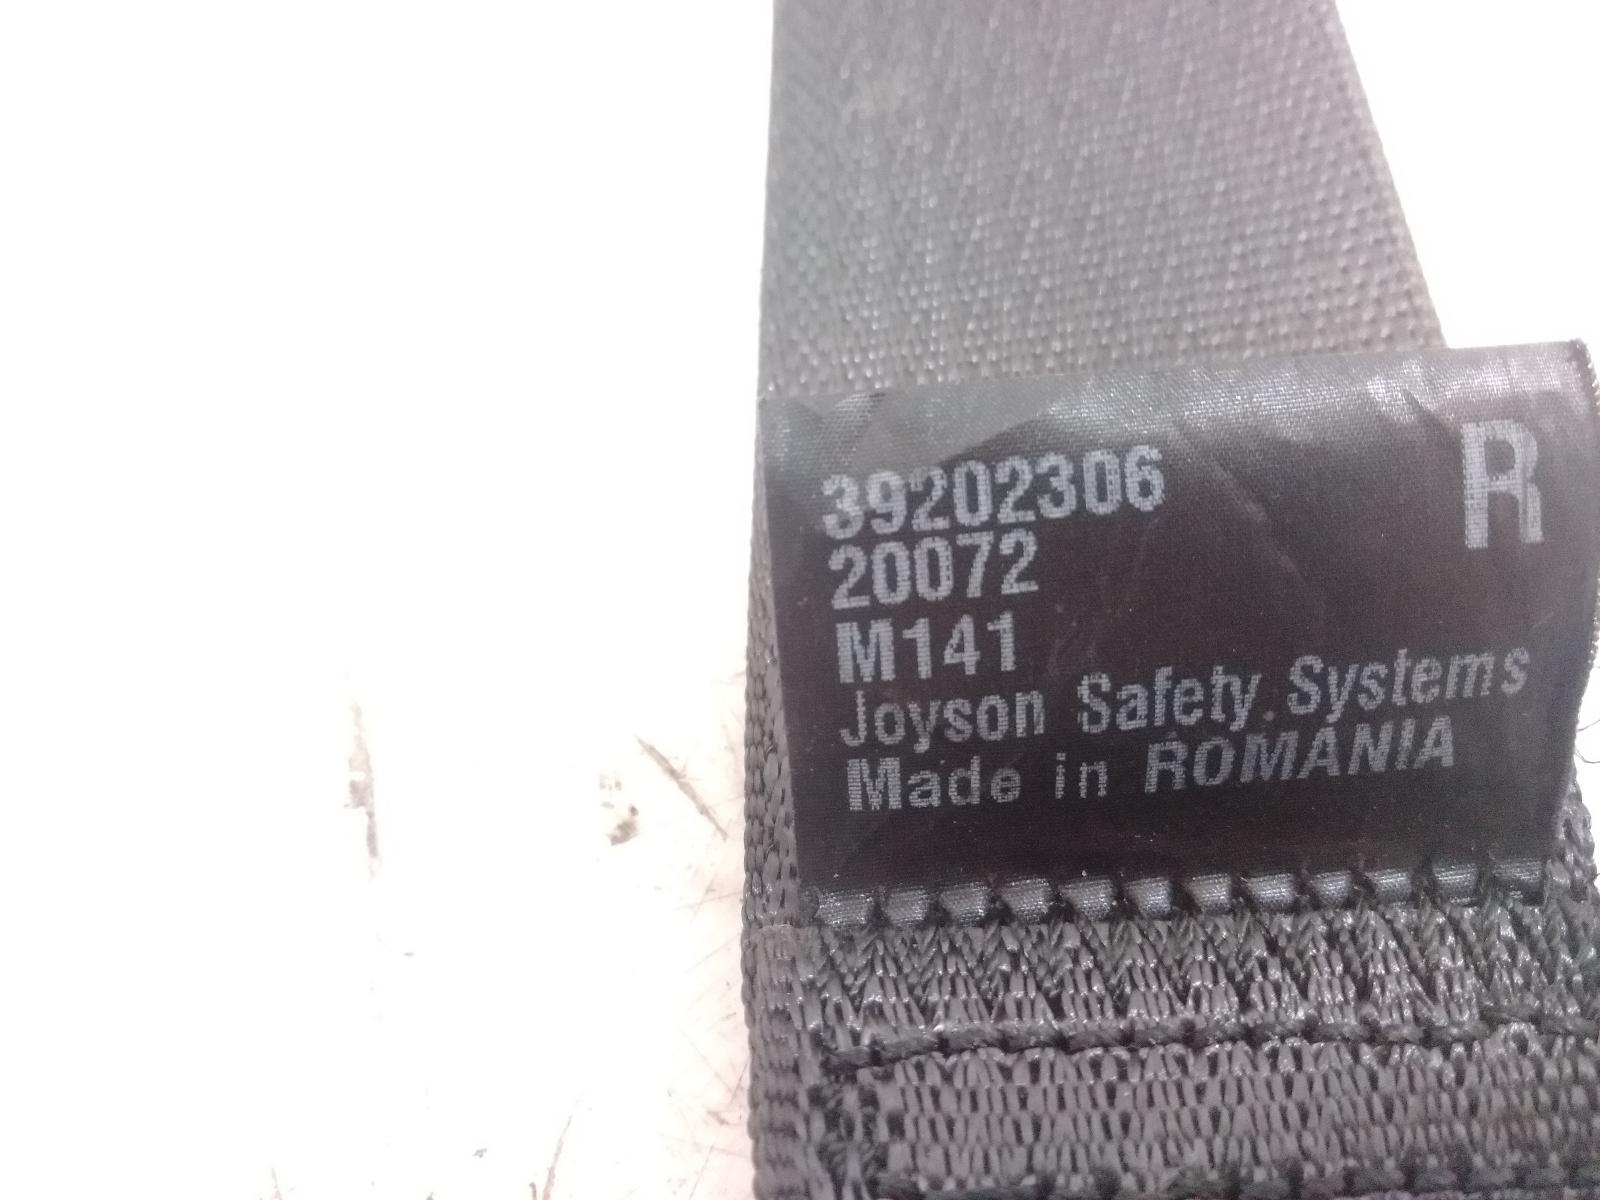 39202306 R
20072
M141
Joyson Safety Systems
Made in ROMANIA